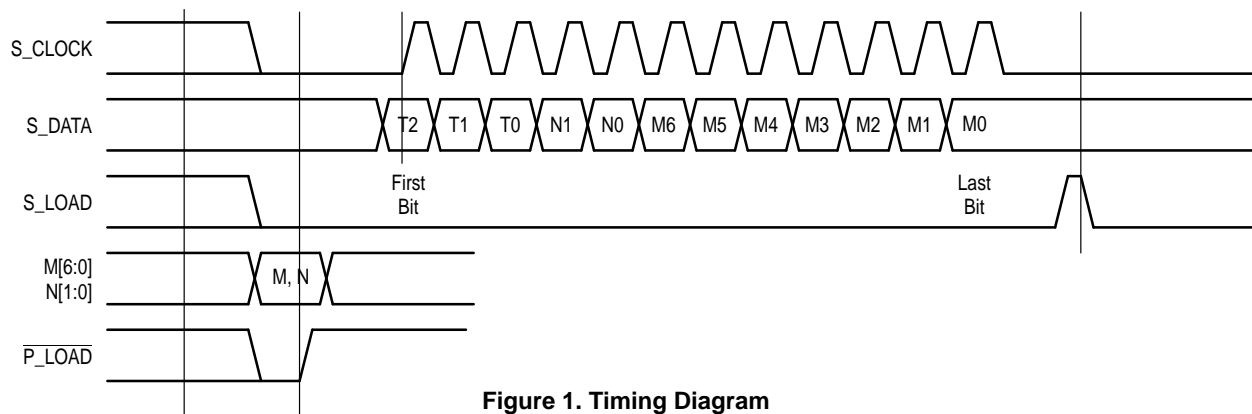 S_CLOCK
S_DATA
T2 T1 T0 N1 N0 M6 M5 M4 M3 M2 M1 M0
First
Bit
Last
Bit
S_LOAD
M[6:0]
N[1:0]
M, N
P_LOAD
Figure 1. Timing Diagram